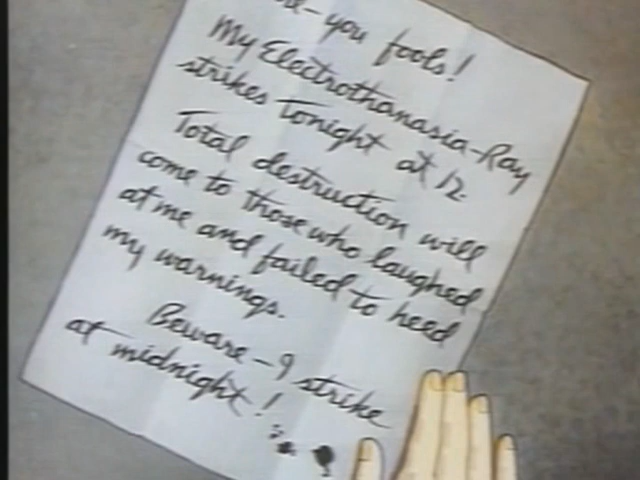 you fools!
My Electrothanasia-Ray
strikes Tonight at 12.
Total destruction will
come to those who laughed
at me and failed to heed
my warnings.
Beware-I strike
at midnight!